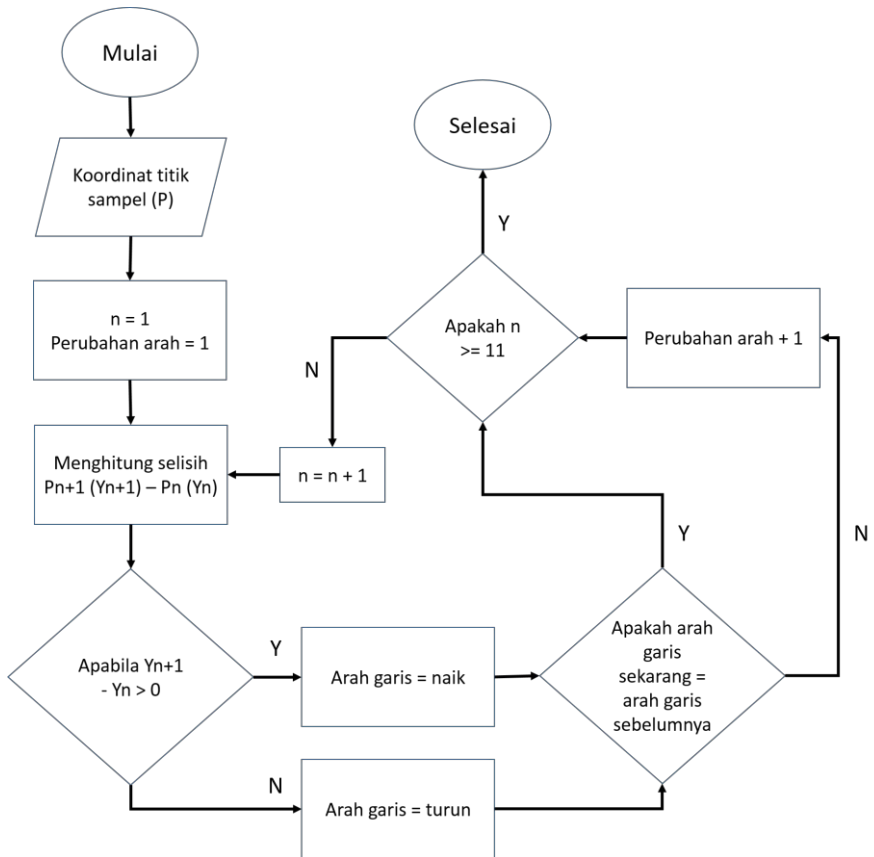 Mulai
Koordinat titik
sampel (P)
n = 1
Perubahan arah = 1
Menghitung selisih
Pn+1 (Yn+1) – Pn (Yn)
Apabila Yn+1
- Yn > 0
Y
Arah garis = naik
N
Arah garis = turun
Apakah arah
garis
sekarang =
arah garis
sebelumnya
Y
N
Perubahan arah + 1
Apakah n
>= 11
N
n = n + 1
Y
Selesai